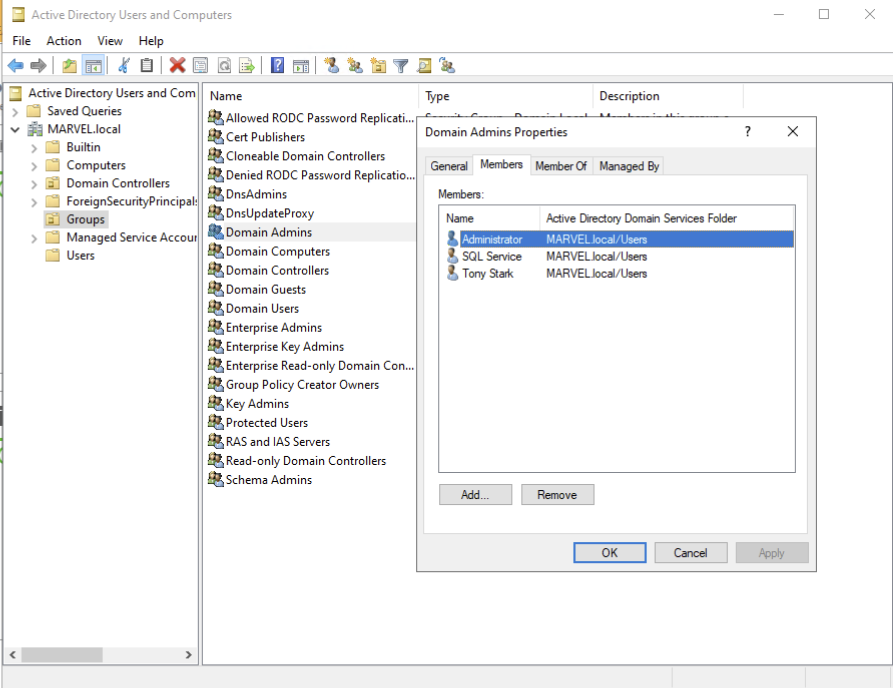 Active Directory Users and Computers
File Action View Help
Active Directory Users and Com
Saved Queries
MARVEL.local
Builtin
Computers
Domain Controllers
ForeignSecurityPrincipals
Groups
Managed Service Accour
Users
Name Type Description
Allowed RODC Password Replicati...
Cert Publishers
Cloneable Domain Controllers
Denied RODC Password Replicatio...
DnsAdmins
DnsUpdateProxy
Domain Admins
Domain Computers
Domain Controllers
Domain Guests
Domain Users
Enterprise Admins
Enterprise Key Admins
Enterprise Read-only Domain Con...
Group Policy Creator Owners
Key Admins
Protected Users
RAS and IAS Servers
Read-only Domain Controllers
Schema Admins
Domain Admins Properties ?
General Members Member Of Managed By
Members:
Name Active Directory Domain Services Folder
Administrator MARVEL.local/Users
SQL Service MARVEL.local/Users
Tony Stark MARVEL.local/Users
Add... Remove
OK Cancel Apply